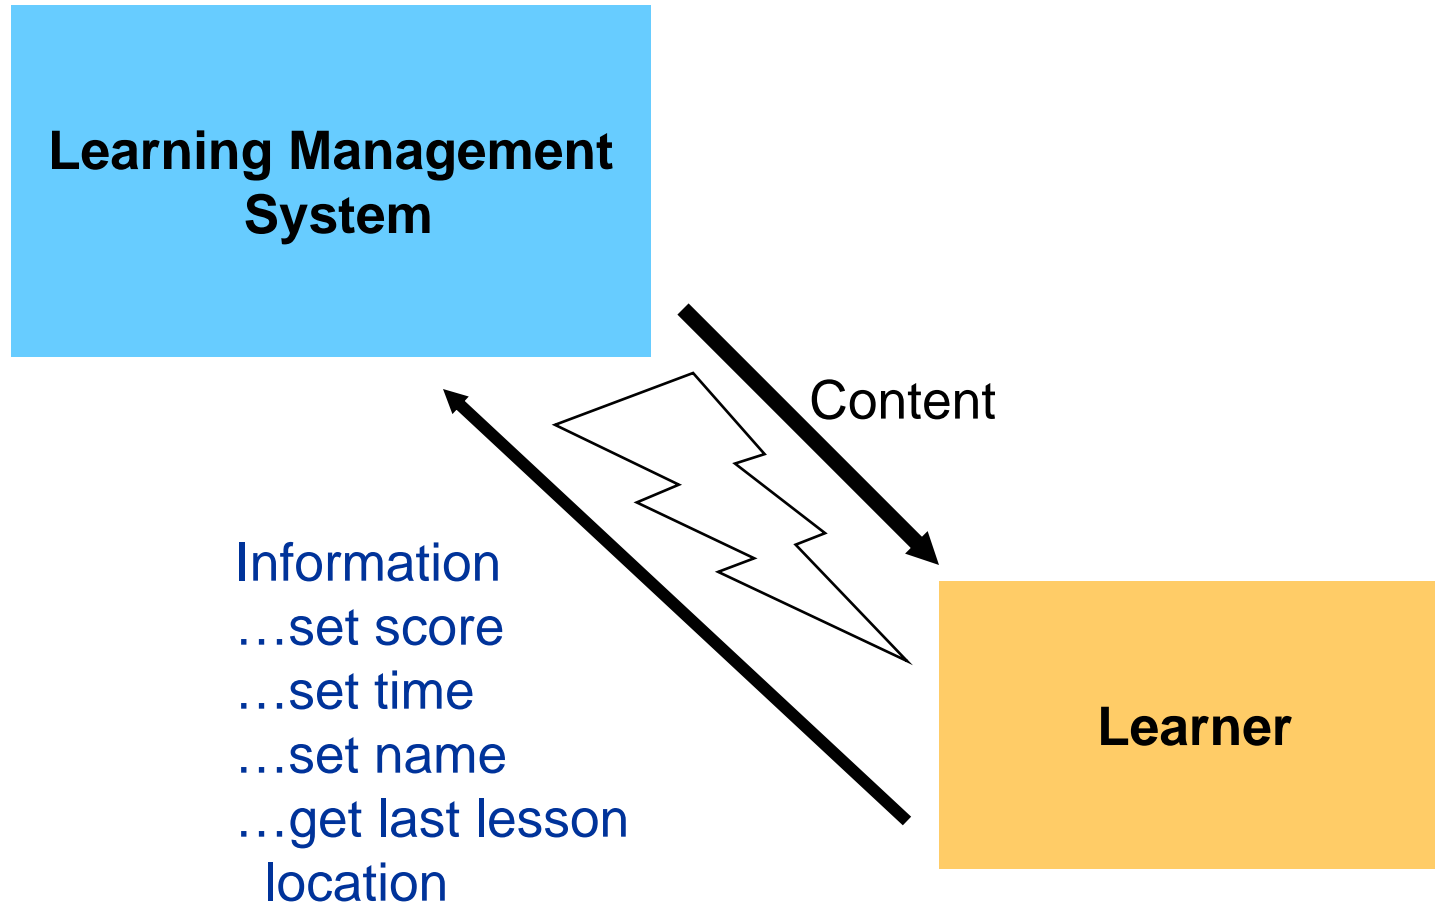 Learning Management
System
Content
Information
…set score
…set time
…set name
…get last lesson
location
Learner